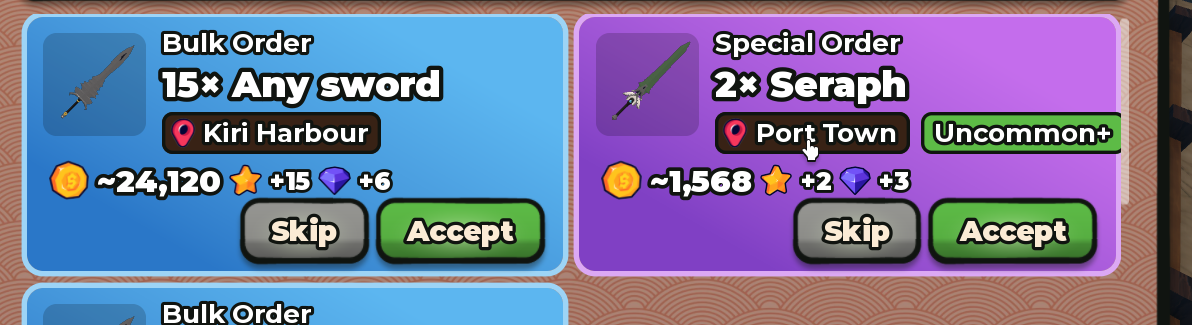 Bulk Order
15× Any sword
Kiri Harbour
~24,120 +15 +6
Skip Accept
Special Order
2× Seraph
Port Town Uncommon+
~1,568 +2 +3
Skip Accept
Bulk Order